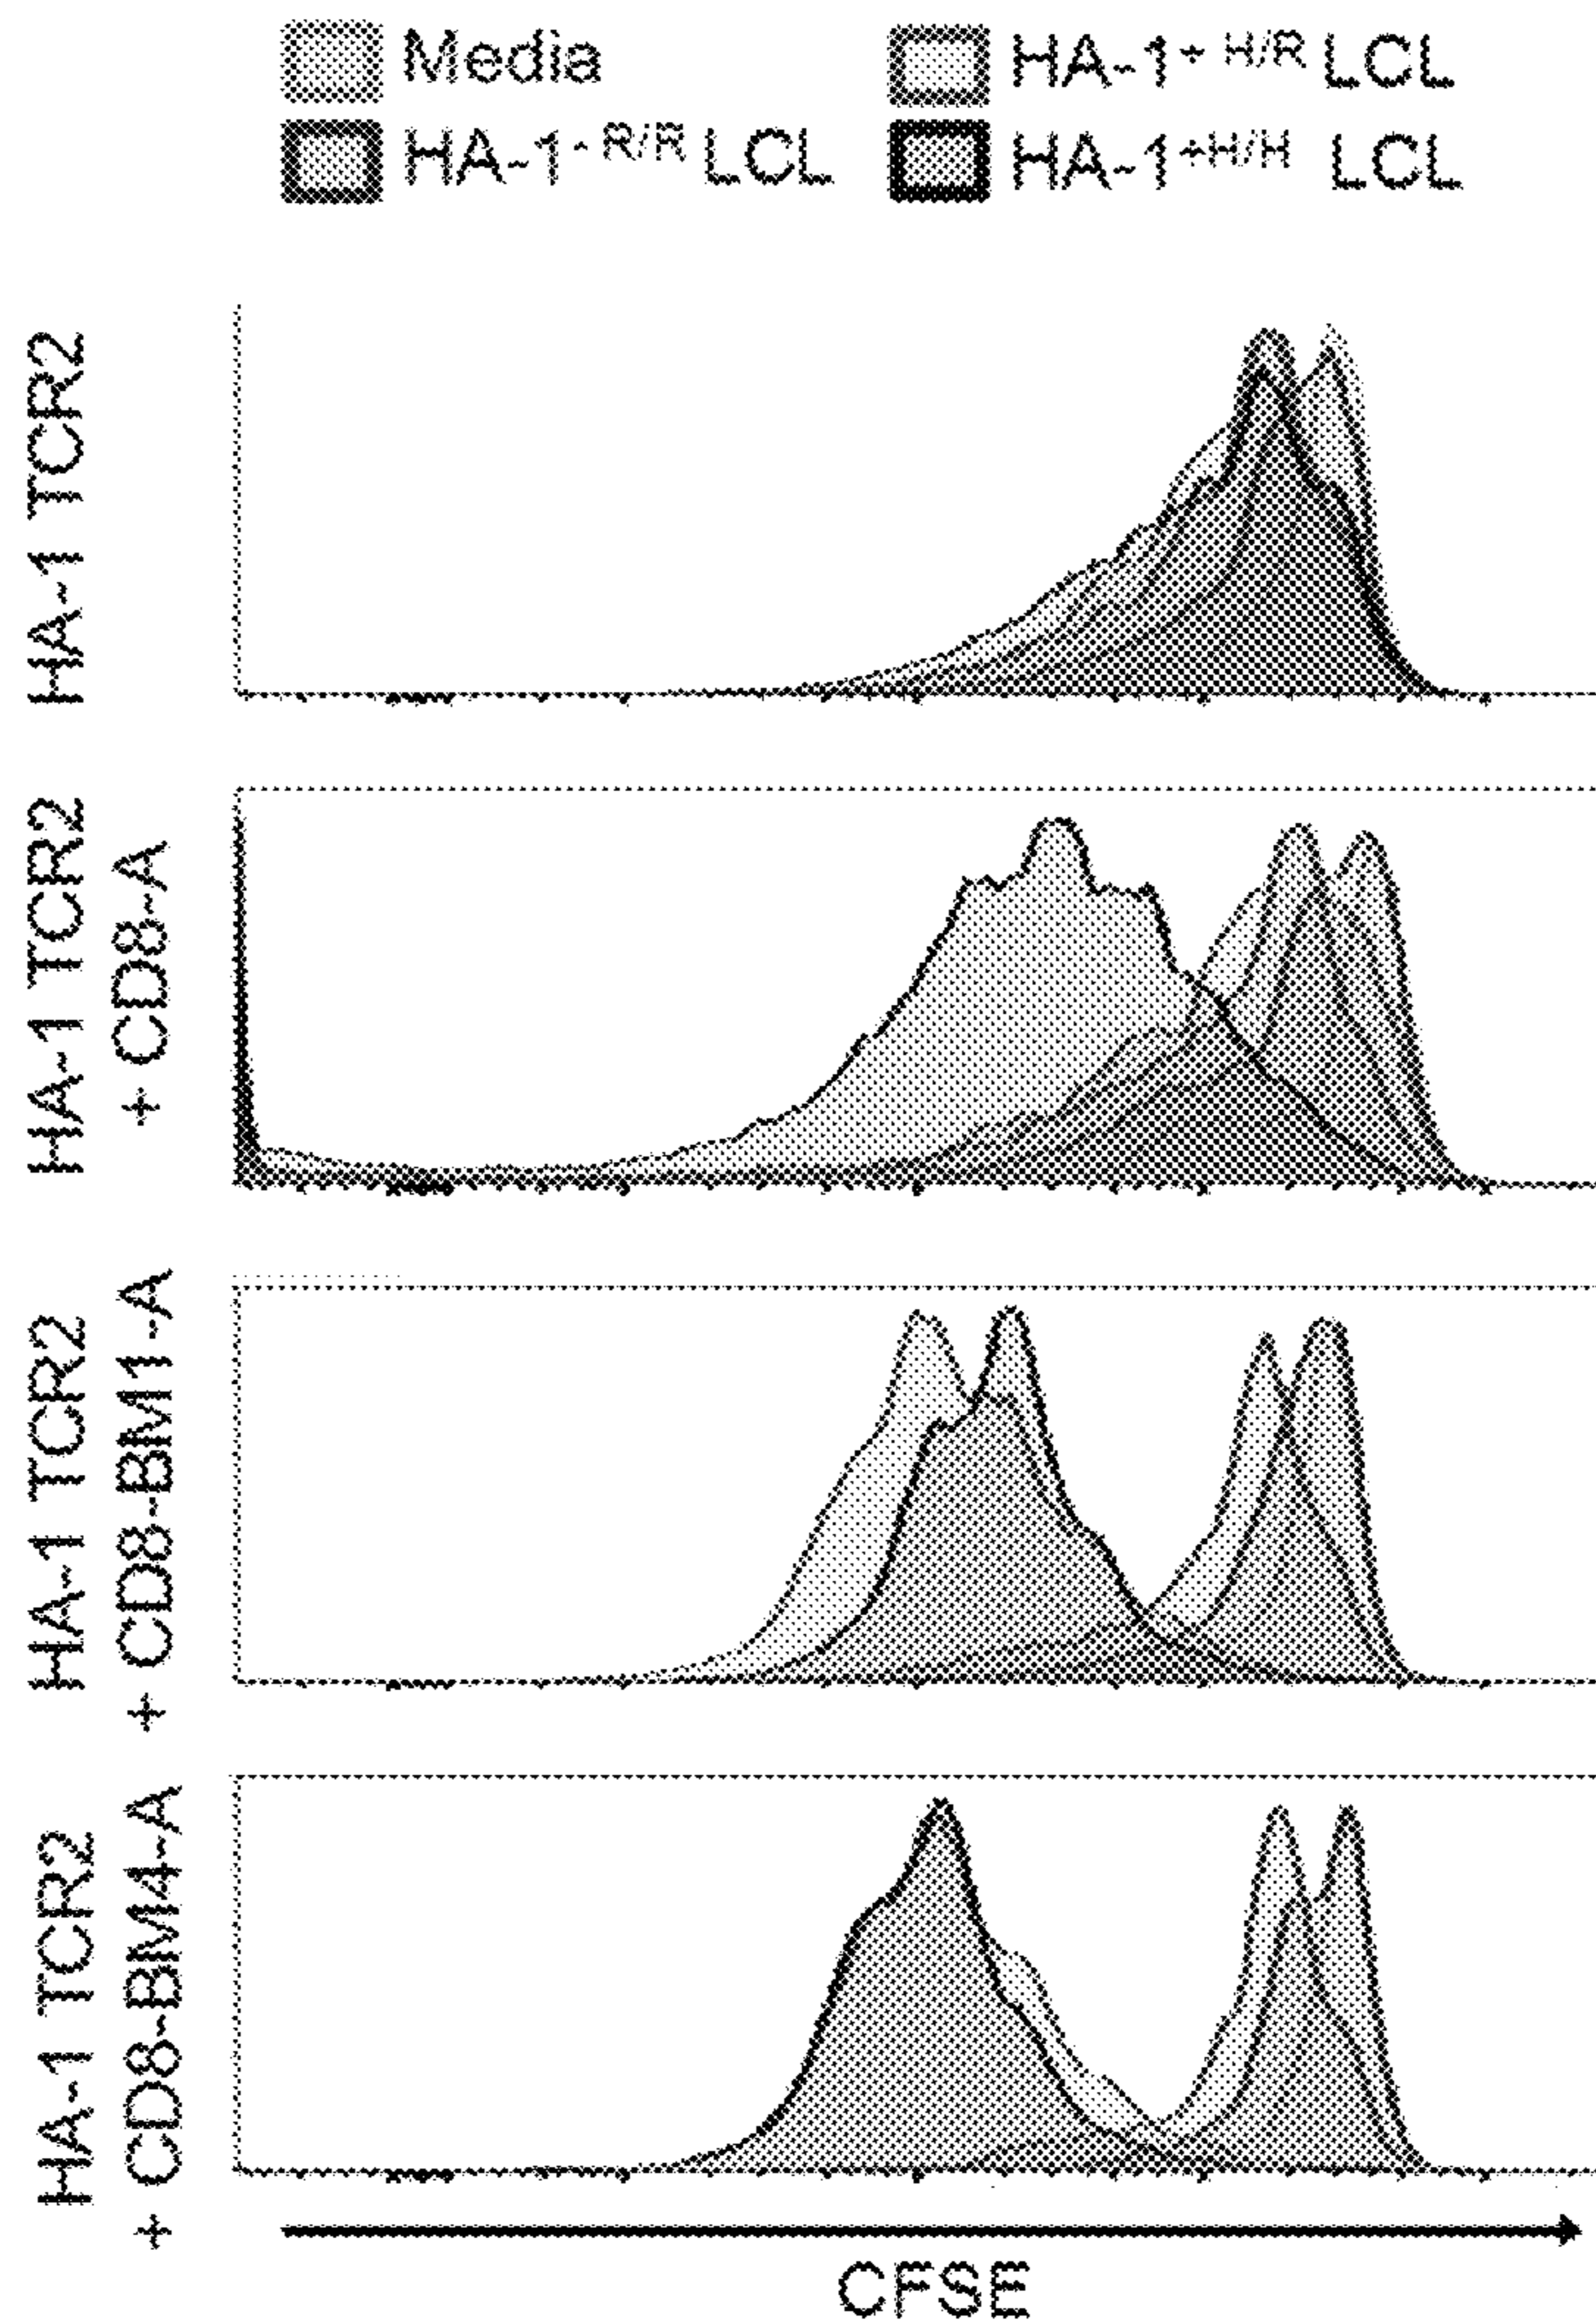 Media
HA-1+ H/R LCL
HA-1- R/R LCL
HA-1+H/H LCL
HA-1 TCR2
HA-1 TCR2
+ CD8-A
HA-1 TCR2
+ CD8-BM1-A
HA-1 TCR2
+ CD8-BM4-A
CFSE